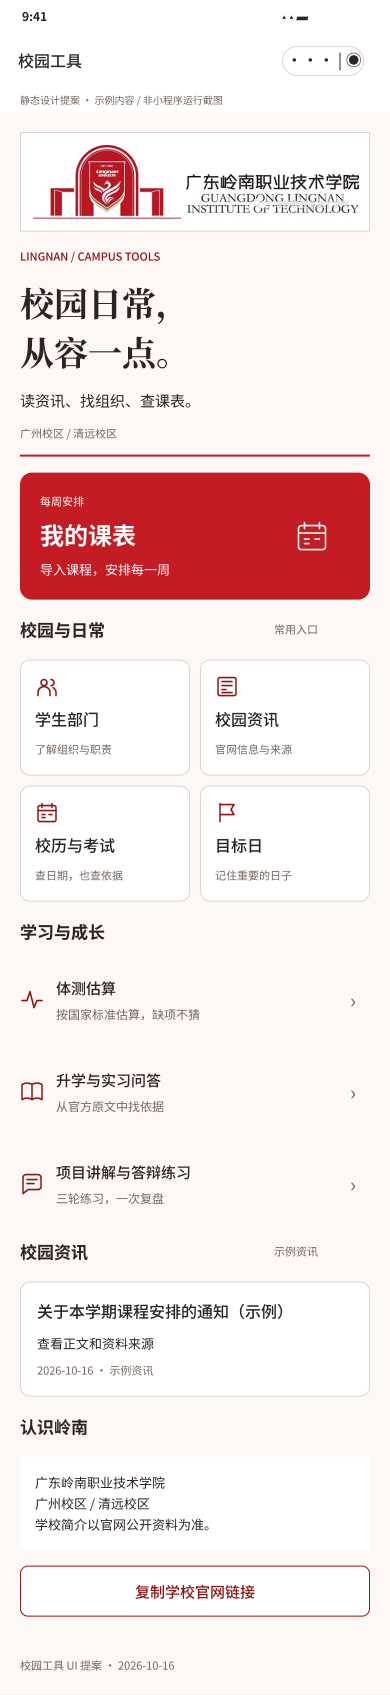 9:41
校园工具
静态设计提案 · 示例内容 / 非小程序运行截图
Lingnan
广东岭南职业技术学院
GUANGDONG LINGNAN
INSTITUTE OF TECHNOLOGY
LINGNAN / CAMPUS TOOLS
校园日常，
从容一点。
读资讯、找组织、查课表。
广州校区 / 清远校区
每周安排
我的课表
导入课程，安排每一周
校园与日常
常用入口
学生部门
了解组织与职责
校园资讯
官网信息与来源
校历与考试
查日期，也查依据
目标日
记住重要的日子
学习与成长
体测估算
按国家标准估算，缺项不猜
升学与实习问答
从官方原文中找依据
项目讲解与答辩练习
三轮练习，一次复盘
校园资讯
示例资讯
关于本学期课程安排的通知（示例）
查看正文和资料来源
2026-10-16 · 示例资讯
认识岭南
广东岭南职业技术学院
广州校区 / 清远校区
学校简介以官网公开资料为准。
复制学校官网链接
校园工具 UI 提案 · 2026-10-16